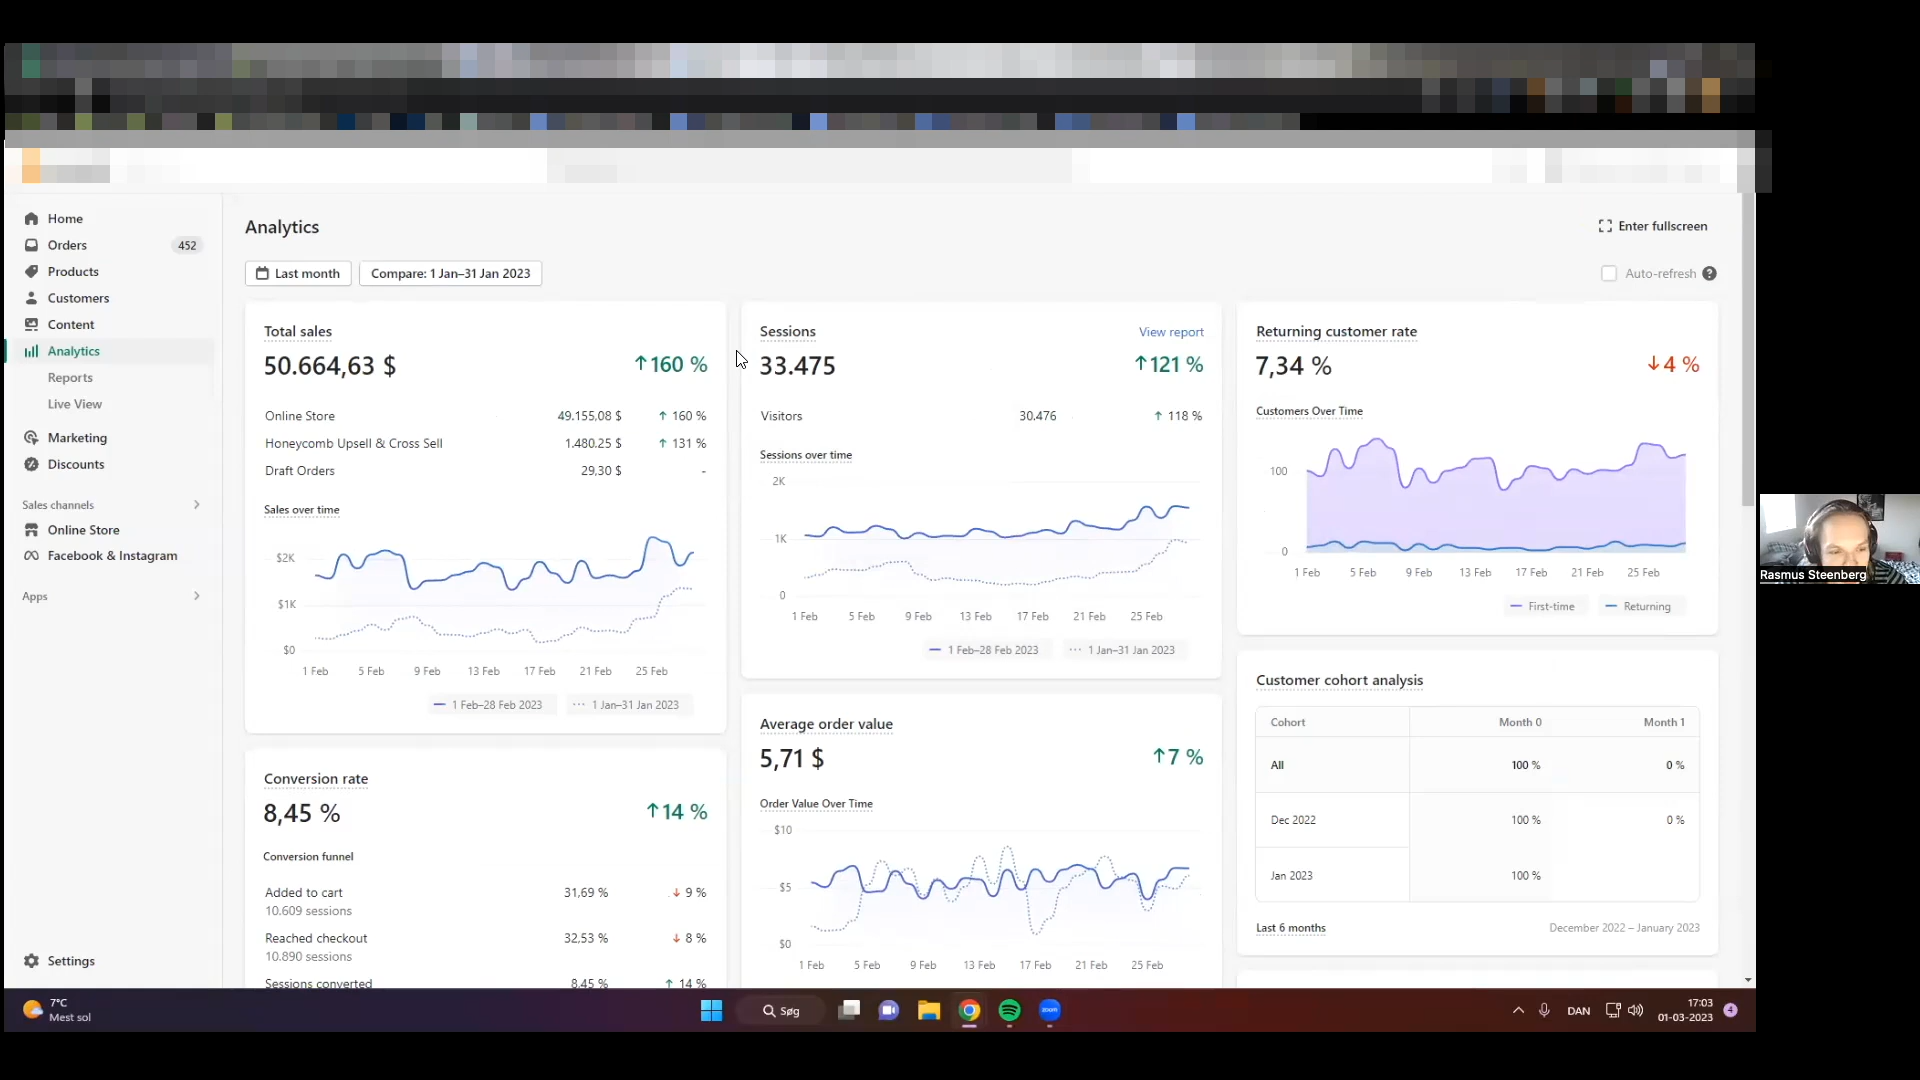 Home
Orders 452
Products
Customers
Content
Analytics
Reports
Live View
Marketing
Discounts
Sales channels
Online Store
Facebook & Instagram
Apps
Settings
Analytics
Enter fullscreen
Last month
Compare: 1 Jan–31 Jan 2023
Auto-refresh
Total sales
50.664,63 $ ↑160 %
Online Store 49.155,08 $ ↑ 160 %
Honeycomb Upsell & Cross Sell 1.480,25 $ ↑ 131 %
Draft Orders 29,30 $ -
Sales over time
$2K
$1K
$0
1 Feb 5 Feb 9 Feb 13 Feb 17 Feb 21 Feb 25 Feb
1 Feb–28 Feb 2023 1 Jan–31 Jan 2023
Conversion rate
8,45 % ↑14 %
Conversion funnel
Added to cart 31,69 % ↓ 9 %
10.609 sessions
Reached checkout 32,53 % ↓ 8 %
10.890 sessions
Sessions converted 8,45 % ↑ 14 %
Sessions View report
33.475 ↑121 %
Visitors 30.476 ↑ 118 %
Sessions over time
2K
1K
0
1 Feb 5 Feb 9 Feb 13 Feb 17 Feb 21 Feb 25 Feb
1 Feb–28 Feb 2023 1 Jan–31 Jan 2023
Average order value
5,71 $ ↑7 %
Order Value Over Time
$10
$5
$0
1 Feb 5 Feb 9 Feb 13 Feb 17 Feb 21 Feb 25 Feb
Returning customer rate
7,34 % ↓4 %
Customers Over Time
100
0
1 Feb 5 Feb 9 Feb 13 Feb 17 Feb 21 Feb 25 Feb
First-time Returning
Customer cohort analysis
Cohort Month 0 Month 1
All 100 % 0 %
Dec 2022 100 % 0 %
Jan 2023 100 %
Last 6 months December 2022 – January 2023
Rasmus Steenberg
7°C
Mest sol
Søg
zoom
DAN
17:03
01-03-2023
4